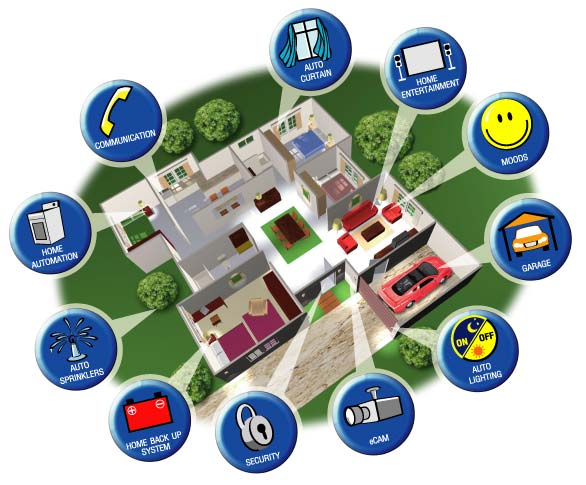 AUTO
CURTAIN
HOME
ENTERTAINMENT
COMMUNICATION
MOODS
HOME
AUTOMATION
GARAGE
ON
OFF
AUTO
LIGHTING
AUTO
SPRINKLERS
HOME BACK UP
SYSTEM
SECURITY
eCAM